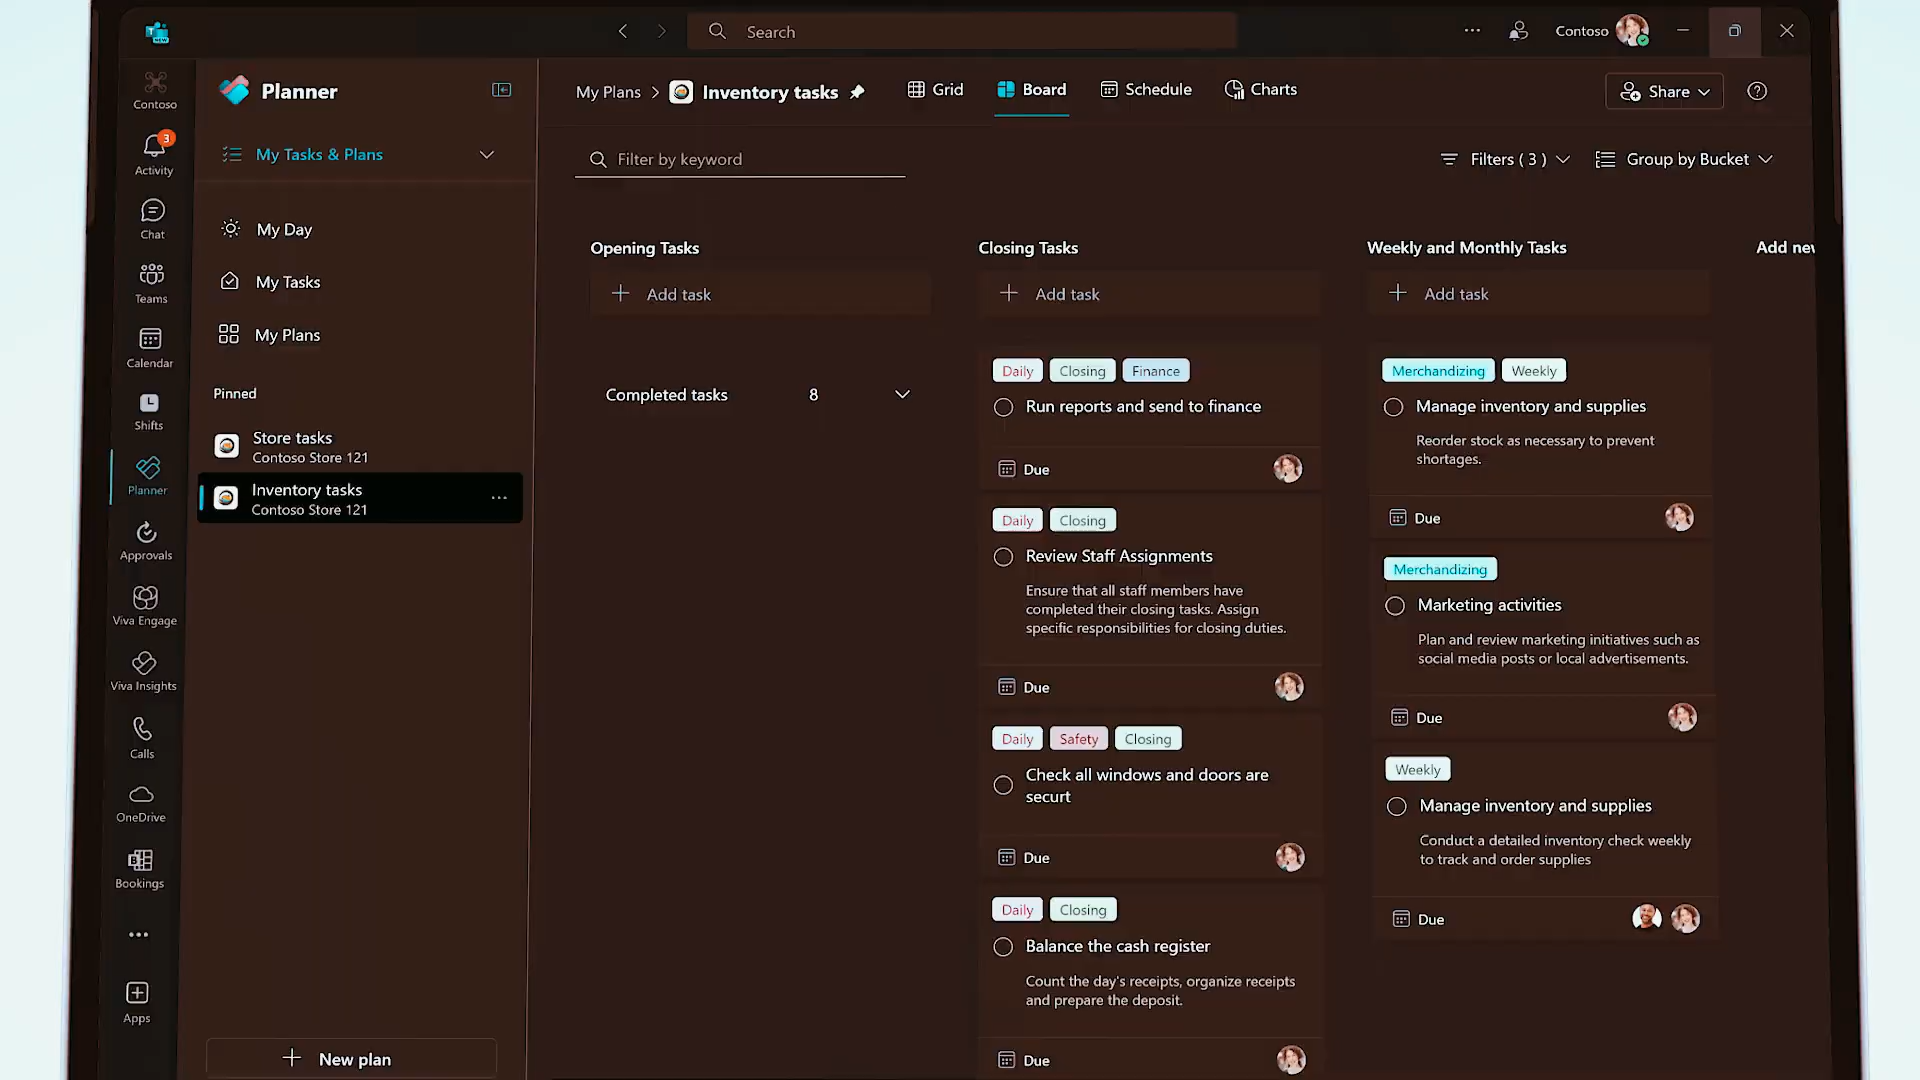 Search
Contoso
Contoso
Activity
3
Chat
Teams
Calendar
Shifts
Planner
Approvals
Viva Engage
Viva Insights
Calls
OneDrive
Bookings
Apps
Planner
My Tasks & Plans
My Day
My Tasks
My Plans
Pinned
Store tasks
Contoso Store 121
Inventory tasks
Contoso Store 121
New plan
My Plans > Inventory tasks
Grid
Board
Schedule
Charts
Share
Filter by keyword
Filters ( 3 )
Group by Bucket
Opening Tasks
Add task
Completed tasks 8
Closing Tasks
Add task
Daily Closing Finance
Run reports and send to finance
Due
Daily Closing
Review Staff Assignments
Ensure that all staff members have
completed their closing tasks. Assign
specific responsibilities for closing duties.
Due
Daily Safety Closing
Check all windows and doors are
securt
Due
Daily Closing
Balance the cash register
Count the day's receipts, organize receipts
and prepare the deposit.
Due
Weekly and Monthly Tasks
Add task
Merchandizing Weekly
Manage inventory and supplies
Reorder stock as necessary to prevent
shortages.
Due
Merchandizing
Marketing activities
Plan and review marketing initiatives such as
social media posts or local advertisements.
Due
Weekly
Manage inventory and supplies
Conduct a detailed inventory check weekly
to track and order supplies
Due
Add